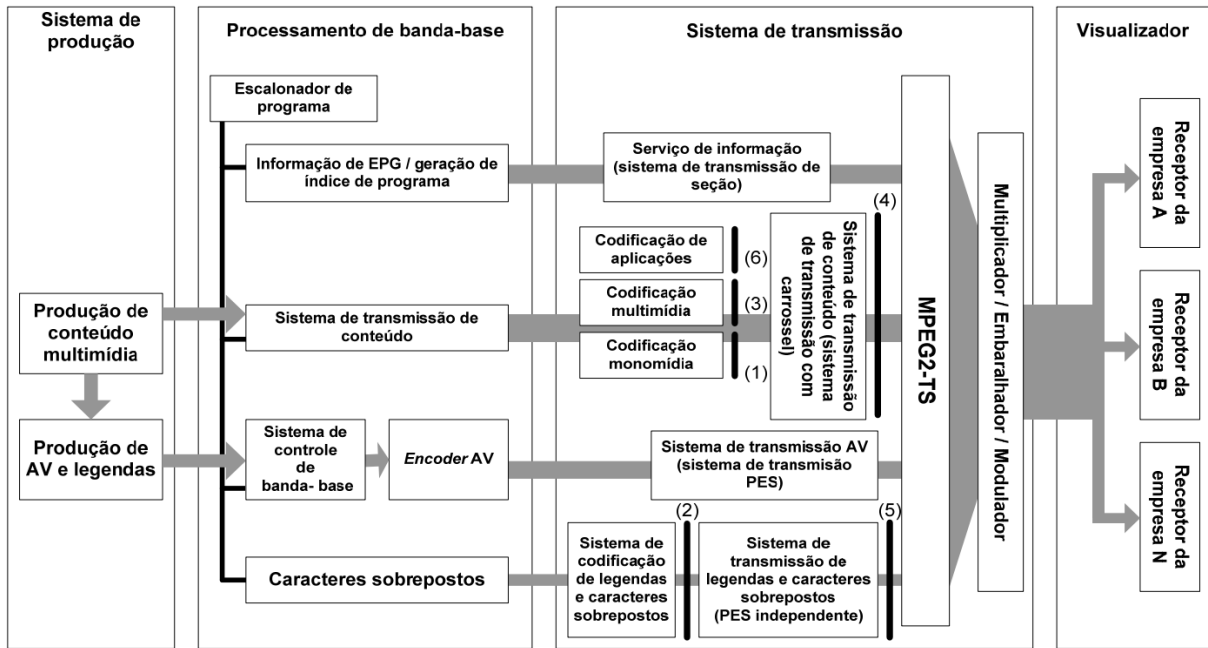 Sistema de
produção
Processamento de banda-base
Sistema de transmissão
Visualizador
Escalonador de
programa
Informação de EPG / geração de
índice de programa
Serviço de informação
(sistema de transmissão de
seção)
(4)
Codificação de
aplicações
(6)
Codificação
multimídia
(3)
Codificação
monomídia
(1)
Sistema de transmissão
de conteúdo (sistema
de transmissão com
carrossel)
Produção de
conteúdo
multimídia
Sistema de transmissão de
conteúdo
Produção de
AV e legendas
Sistema de
controle
de
banda- base
Encoder AV
Sistema de transmissão AV
(sistema de transmisão
PES)
(2)
(5)
Caracteres sobrepostos
Sistema de
codificação
de legendas
e caracteres
sobrepostos
Sistema de
transmissão de
legendas e caracteres
sobrepostos
(PES independente)
MPEG2-TS
Multiplicador / Embaralhador / Modulador
Receptor da
empresa A
Receptor da
empresa B
Receptor da
empresa N